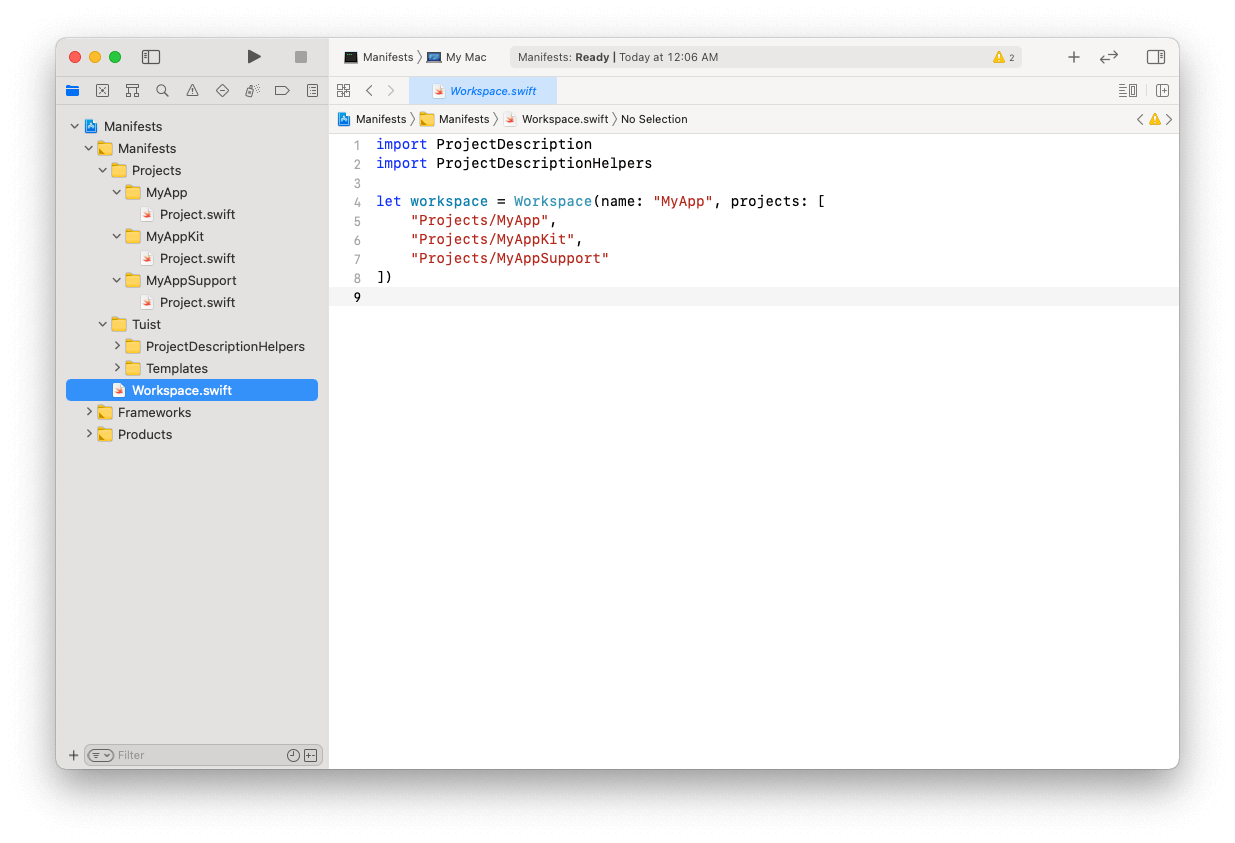 Manifests 〉 My Mac
Manifests: Ready | Today at 12:06 AM
2
Workspace.swift
Manifests 〉 Manifests 〉 Workspace.swift 〉 No Selection
Manifests
Manifests
Projects
MyApp
Project.swift
MyAppKit
Project.swift
MyAppSupport
Project.swift
Tuist
ProjectDescriptionHelpers
Templates
Workspace.swift
Frameworks
Products
Filter
1 import ProjectDescription
2 import ProjectDescriptionHelpers
3
4 let workspace = Workspace(name: "MyApp", projects: [
5     "Projects/MyApp",
6     "Projects/MyAppKit",
7     "Projects/MyAppSupport"
8 ])
9